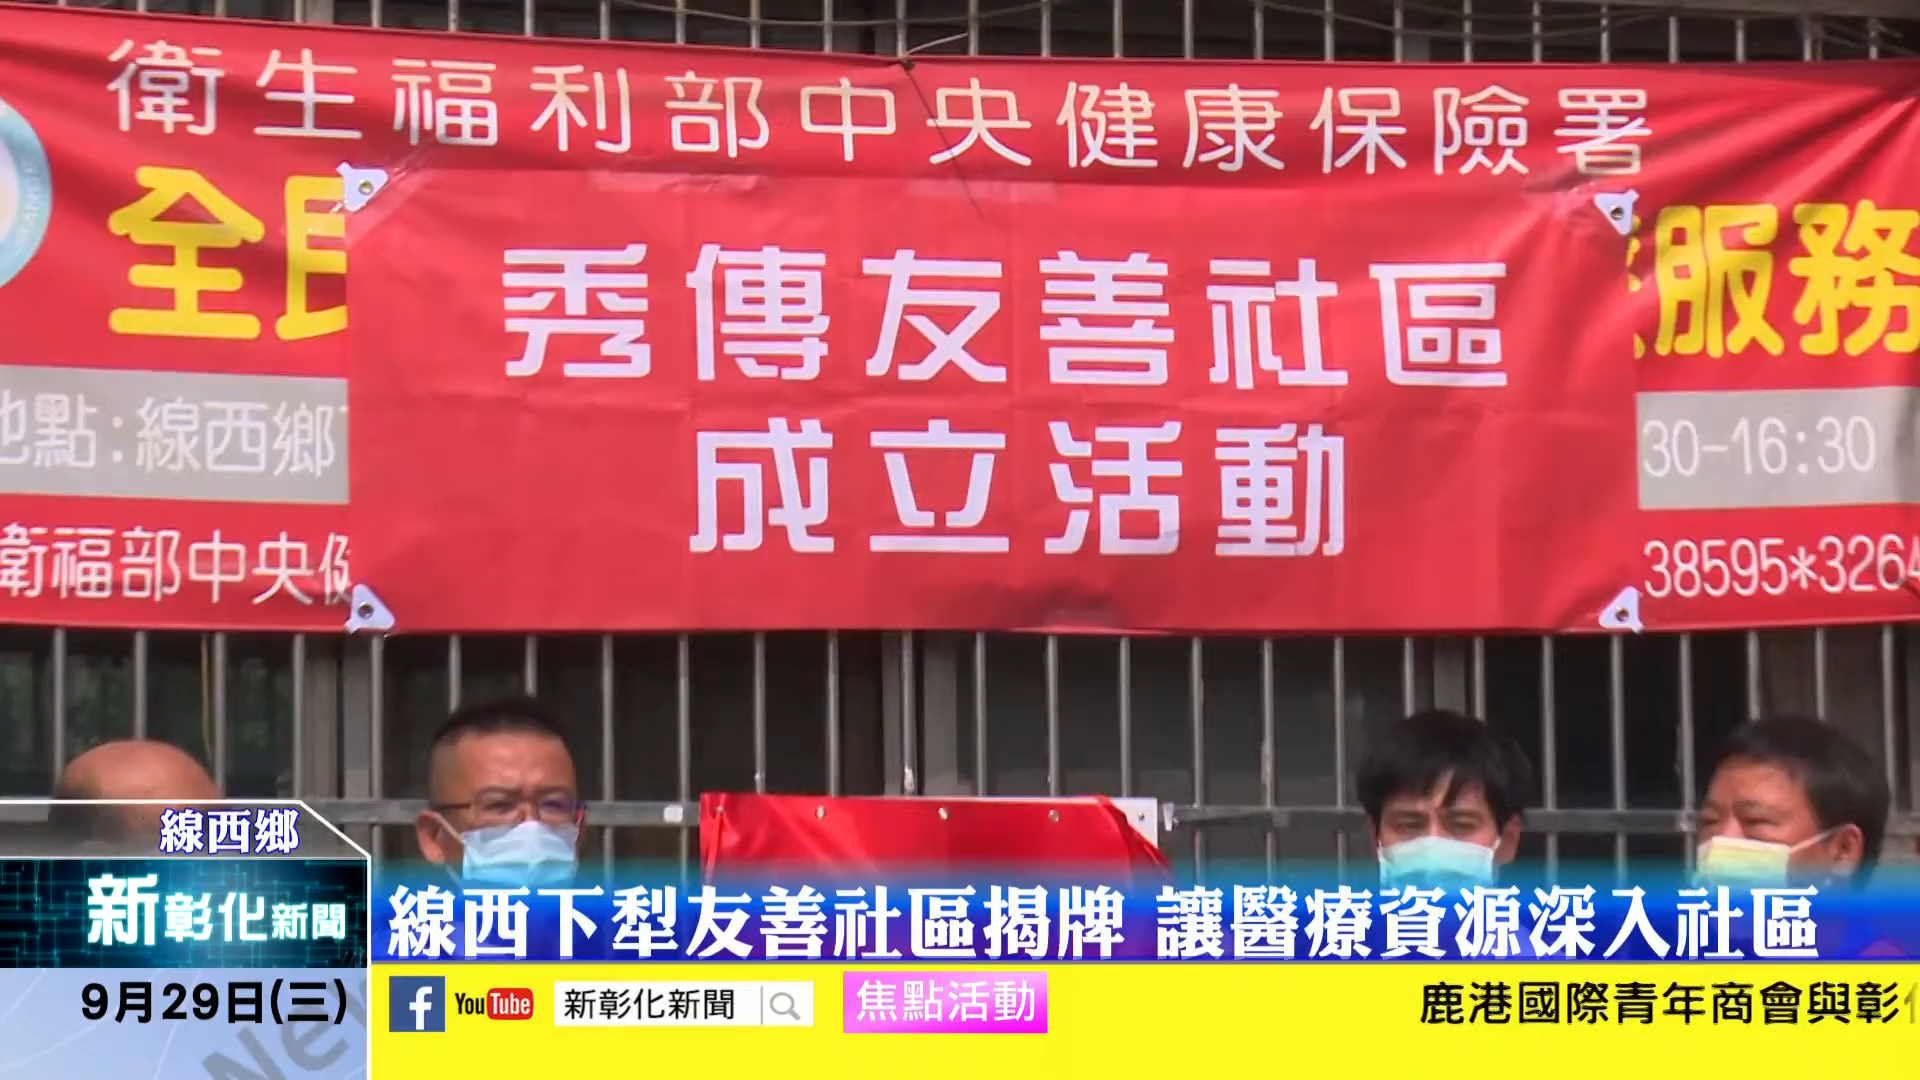 衛生福利部中央健康保險署
全民
服務
秀傳友善社區
成立活動
地點:線西鄉
30-16:30
衛福部中央健
38595*3264
線西鄉
新彰化新聞
線西下犁友善社區揭牌 讓醫療資源深入社區
9月29日(三)
YouTube
新彰化新聞
焦點活動
鹿港國際青年商會與彰化